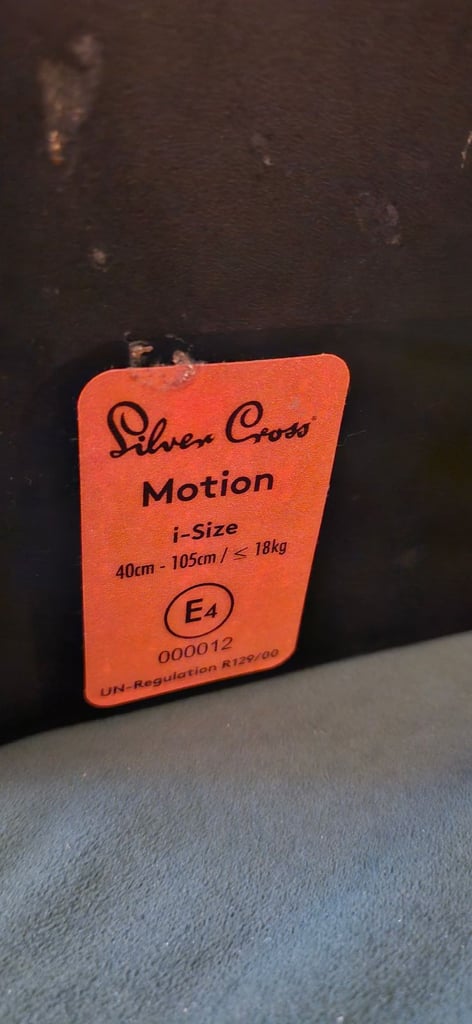 Silver Cross
Motion
i-Size
40cm - 105cm / ≤ 18kg
E4
000012
UN-Regulation R129/00